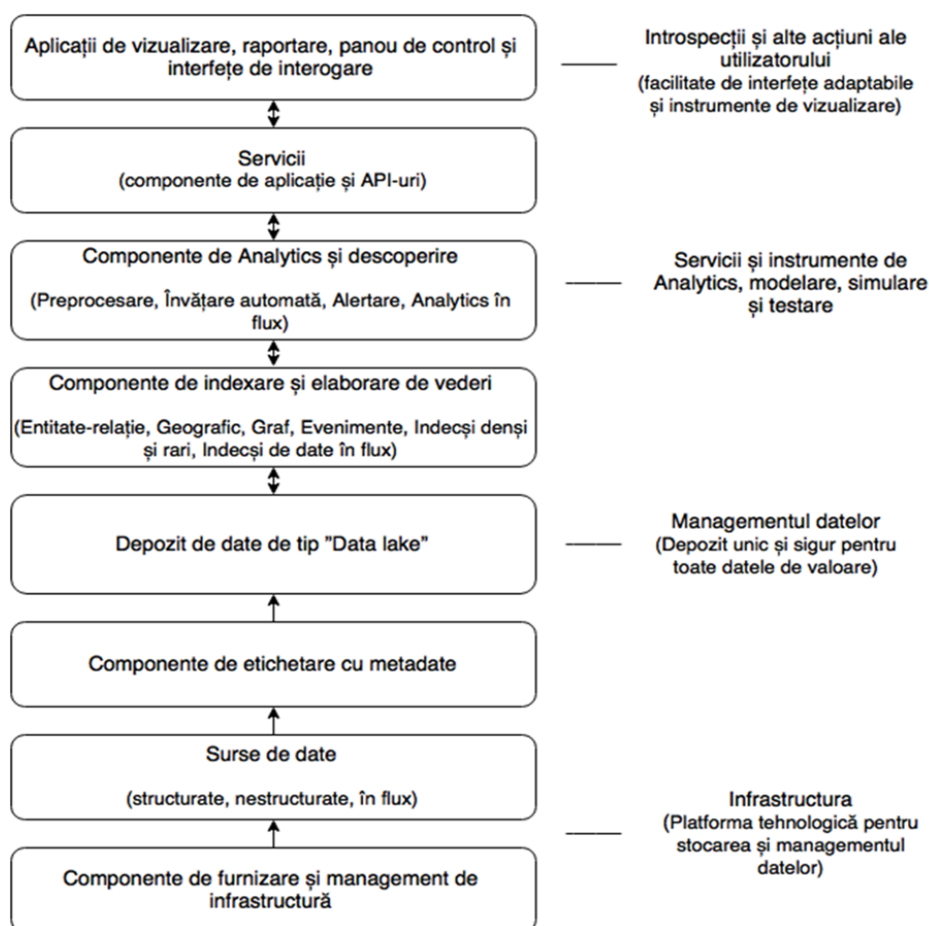 Aplicații de vizualizare, raportare, panou de control și
interfețe de interogare
Introspecții și alte acțiuni ale
utilizatorului
(facilitate de interfețe adaptabile
și instrumente de vizualizare)
Servicii
(componente de aplicație și API-uri)
Componente de Analytics și descoperire
(Preprocesare, Învățare automată, Alertare, Analytics în
flux)
Servicii și instrumente de
Analytics, modelare, simulare
și testare
Componente de indexare și elaborare de vederi
(Entitate-relație, Geografic, Graf, Evenimente, Indecși denși
și rari, Indecși de date în flux)
Depozit de date de tip ”Data lake”
Managementul datelor
(Depozit unic și sigur pentru
toate datele de valoare)
Componente de etichetare cu metadate
Surse de date
(structurate, nestructurate, în flux)
Infrastructura
(Platforma tehnologică pentru
stocarea și managementul
datelor)
Componente de furnizare și management de
infrastructură